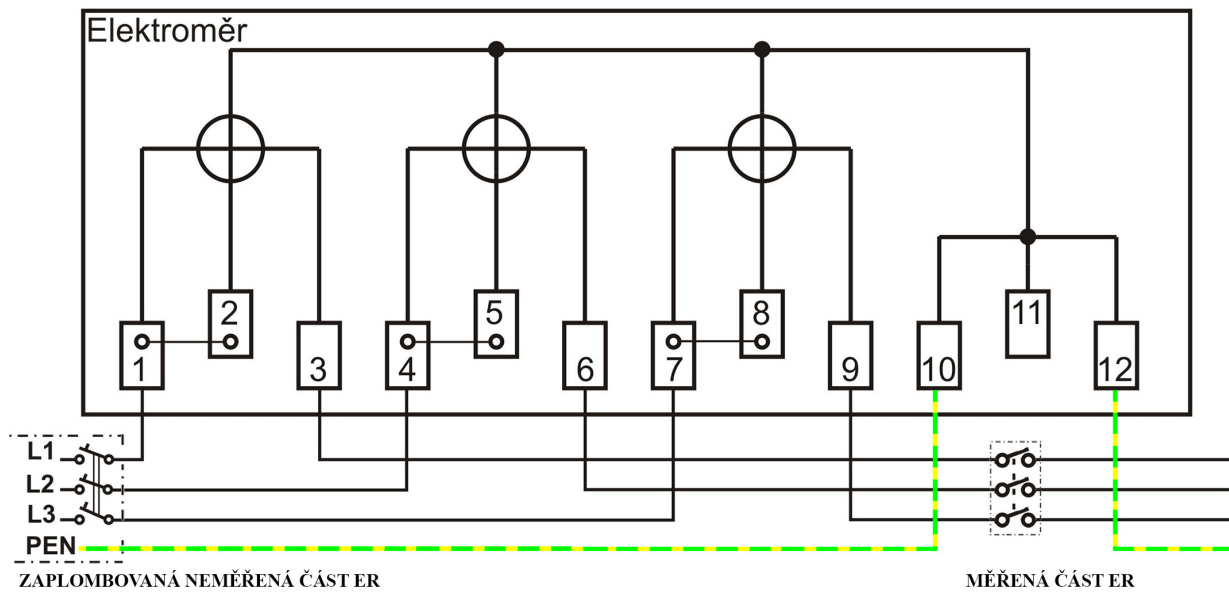 Elektroměr
2 5 8 11
1 3 4 6 7 9 10 12
L1
L2
L3
PEN
ZAPLOMBOVANÁ NEMĚŘENÁ ČÁST ER
MĚŘENÁ ČÁST ER